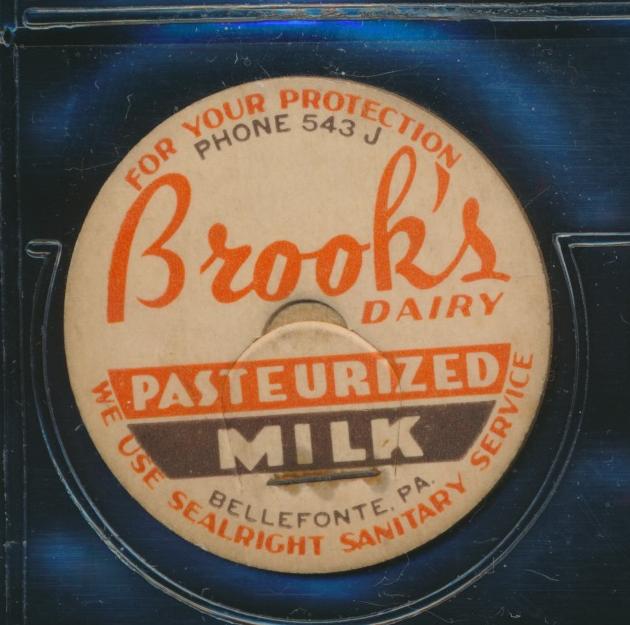 FOR YOUR PROTECTION
PHONE 543 J
Brook's
DAIRY
PASTEURIZED
MILK
BELLEFONTE, PA.
WE USE SEALRIGHT SANITARY SERVICE